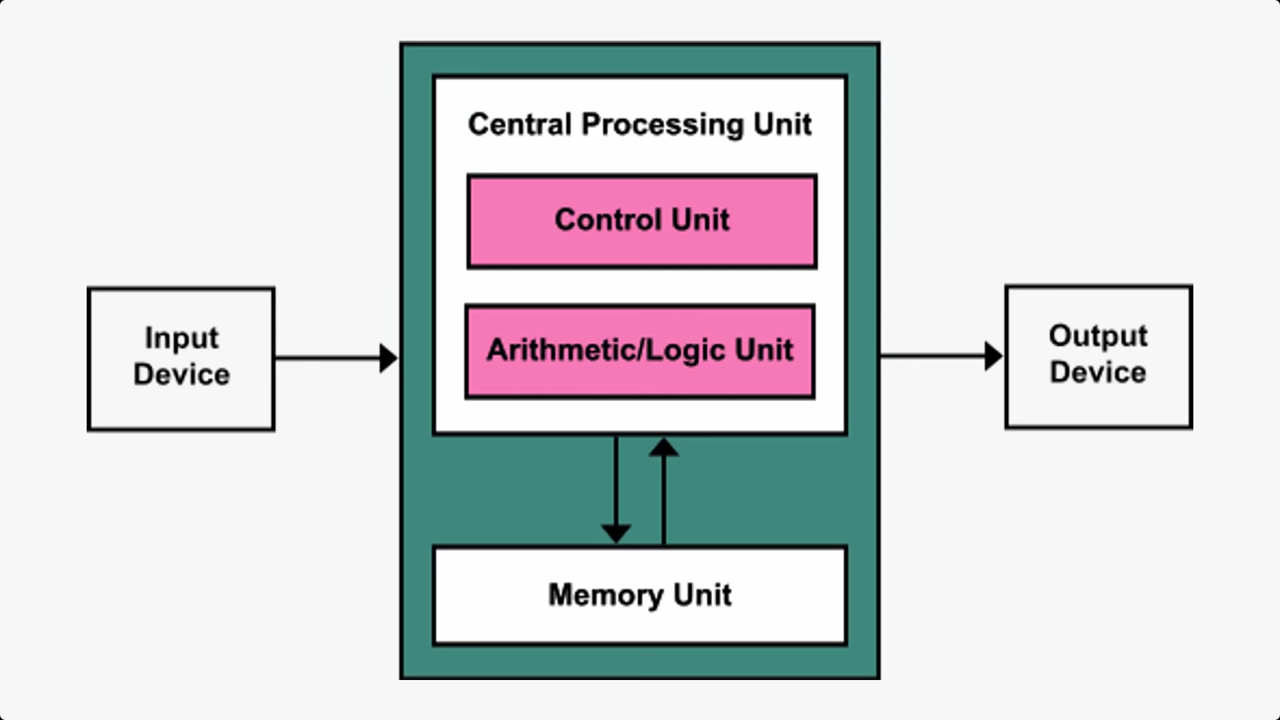 Central Processing Unit
Control Unit
Arithmetic/Logic Unit
Input
Device
Output
Device
Memory Unit